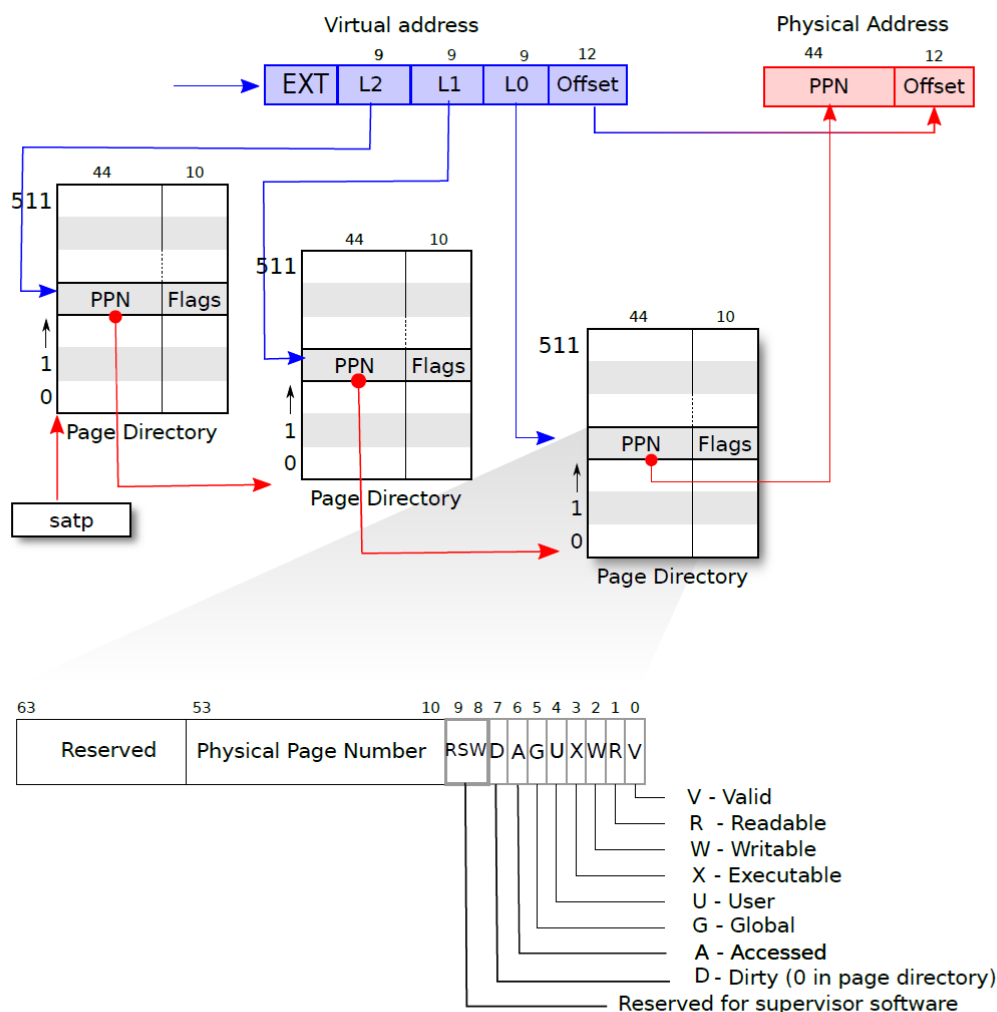 Virtual address
Physical Address
9 9 9 12
44 12
EXT L2 L1 L0 Offset
PPN Offset
44 10
511
PPN Flags
1
0
Page Directory
satp
44 10
511
PPN Flags
1
0
Page Directory
44 10
511
PPN Flags
1
0
Page Directory
63 53 10 9 8 7 6 5 4 3 2 1 0
Reserved Physical Page Number RSW D A G U X W R V
V - Valid
R - Readable
W - Writable
X - Executable
U - User
G - Global
A - Accessed
D - Dirty (0 in page directory)
Reserved for supervisor software